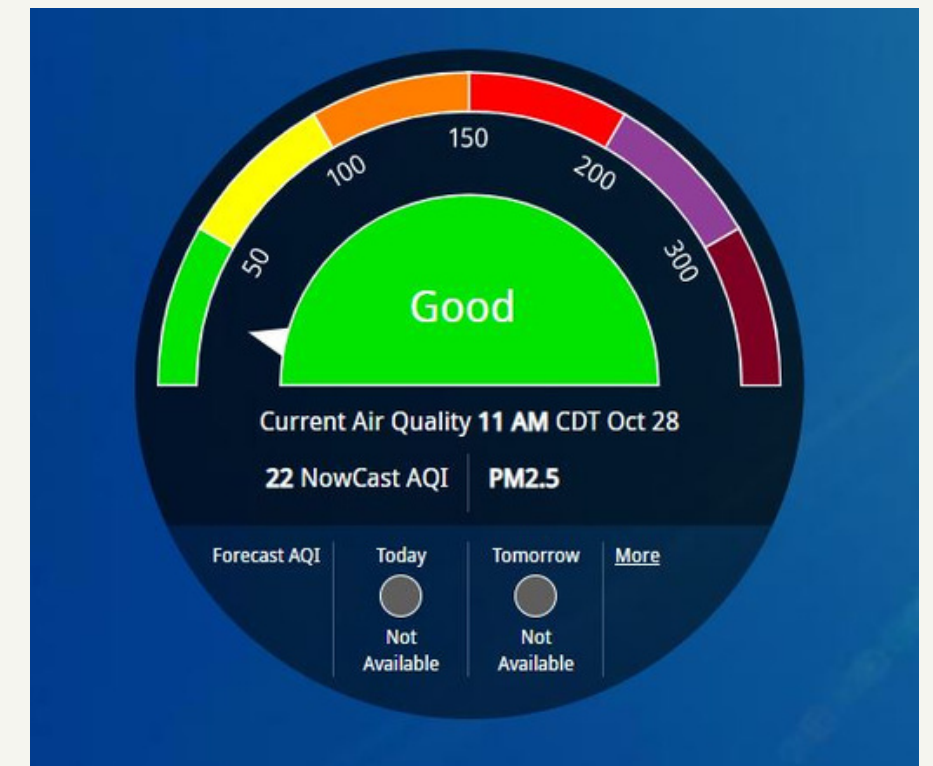 150
100
200
50
300
Good
Current Air Quality 11 AM CDT Oct 28
22 NowCast AQI PM2.5
Forecast AQI Today Tomorrow More
Not Not
Available Available